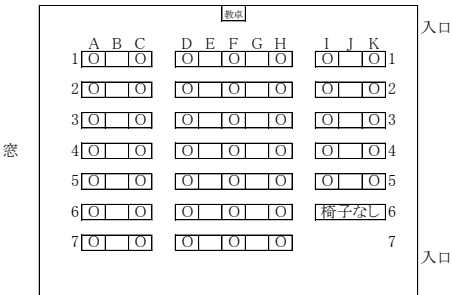 教卓
入口
A B C D E F G H I J K
1 O O O O O O O 1
2 O O O O O O O 2
3 O O O O O O O 3
窓 4 O O O O O O O 4
5 O O O O O O O 5
6 O O O O O 椅子なし 6
7 O O O O O 7
入口